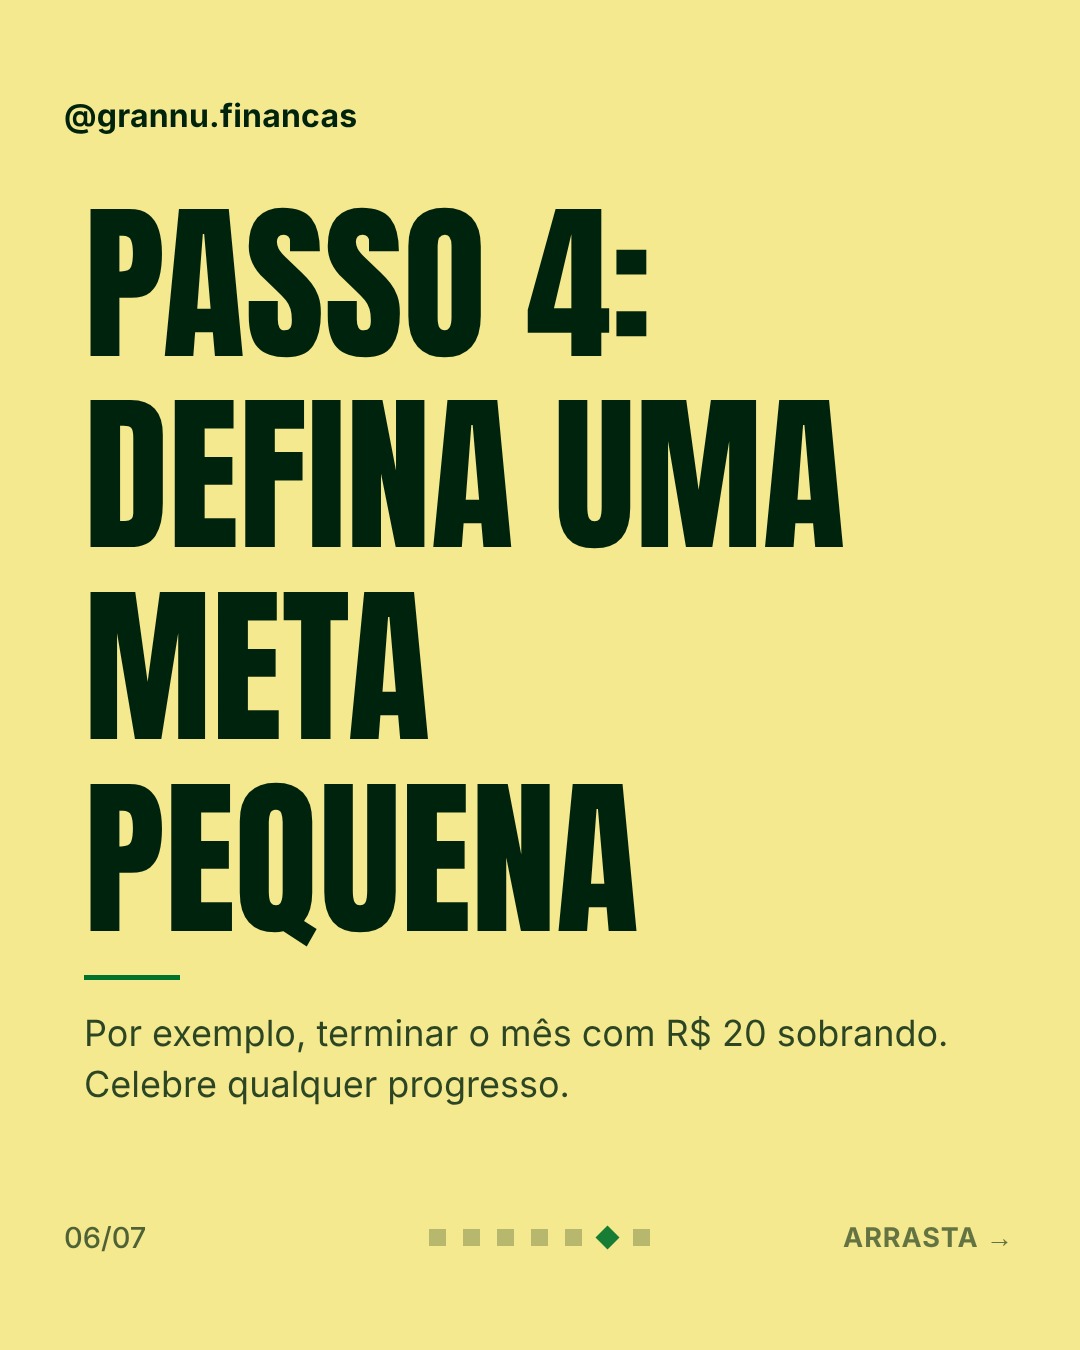 @grannu.financas
PASSO 4:
DEFINA UMA
META
PEQUENA
Por exemplo, terminar o mês com R$ 20 sobrando.
Celebre qualquer progresso.
06/07
ARRASTA →